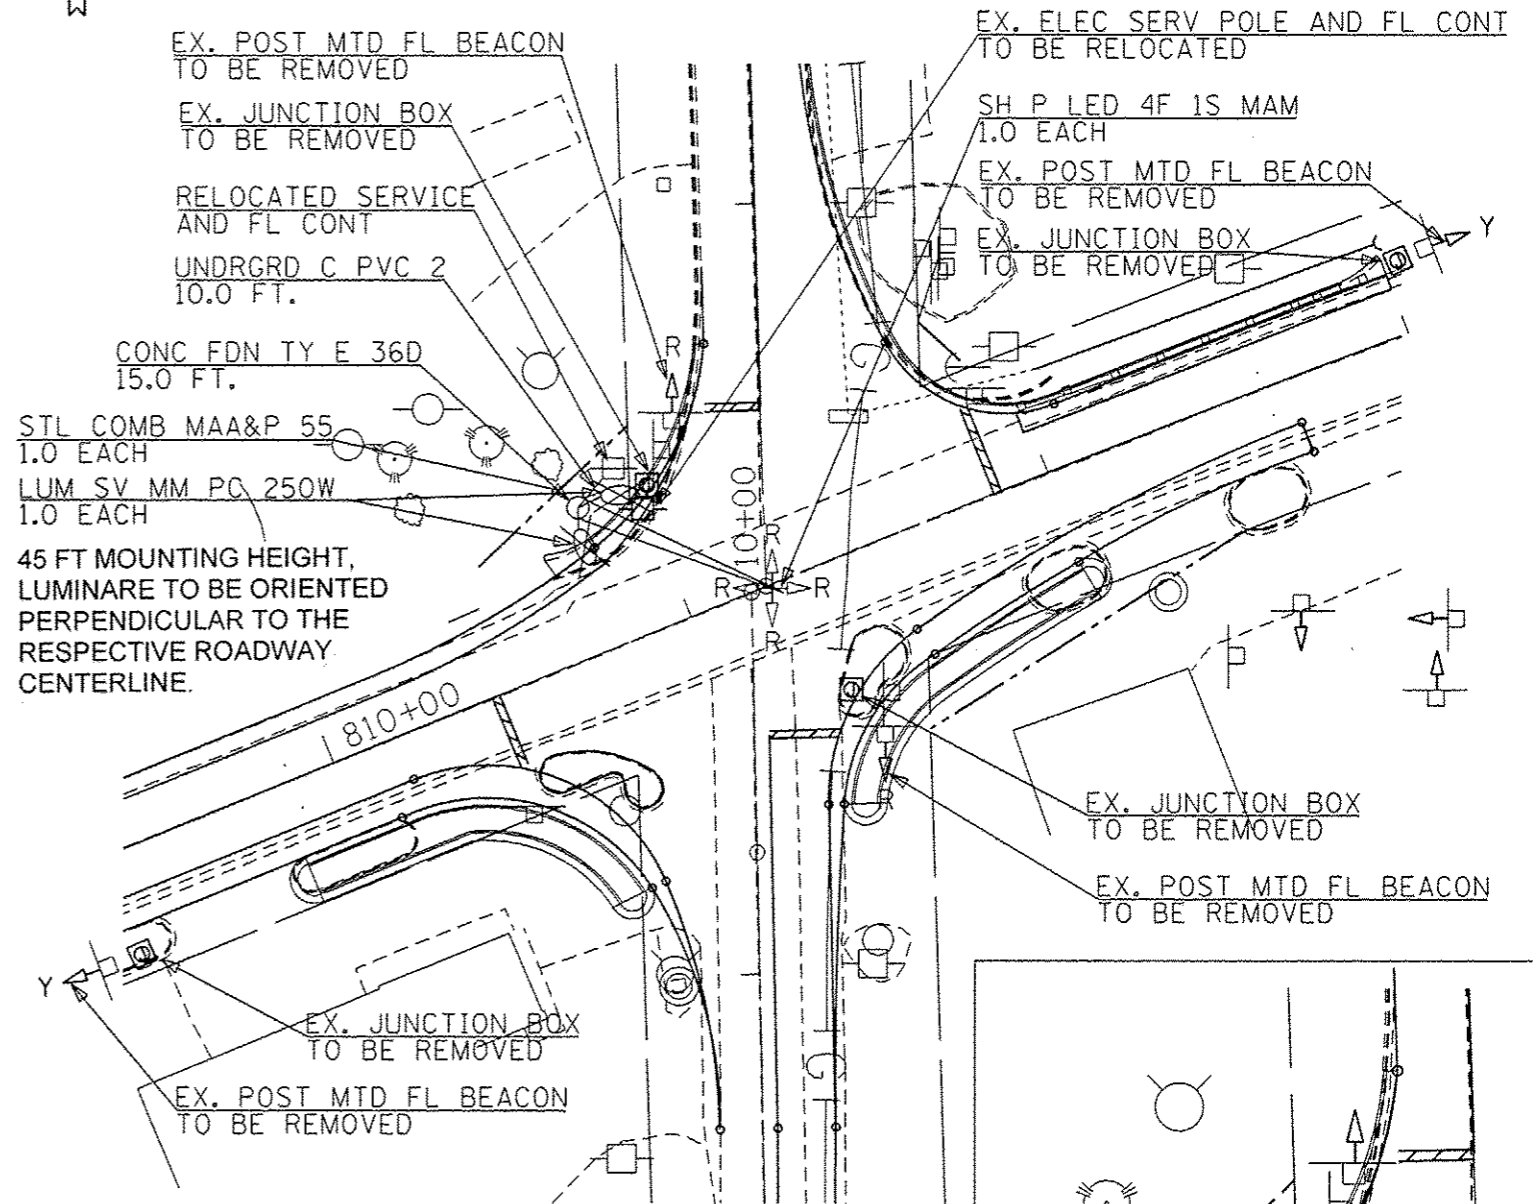 EX. POST MTD FL BEACON
TO BE REMOVED
EX. JUNCTION BOX
TO BE REMOVED
RELOCATED SERVICE
AND FL CONT
UNDRGRD C PVC 2
10.0 FT.
CONC FDN TY E 36D
15.0 FT.
STL COMB MAA&P 55
1.0 EACH
LUM SV MM PC 250W
1.0 EACH
45 FT MOUNTING HEIGHT,
LUMINARE TO BE ORIENTED
PERPENDICULAR TO THE
RESPECTIVE ROADWAY
CENTERLINE.
EX. ELEC SERV POLE AND FL CONT
TO BE RELOCATED
SH P LED 4F 1S MAM
1.0 EACH
EX. POST MTD FL BEACON
TO BE REMOVED
EX. JUNCTION BOX
TO BE REMOVED
Y
R
G
10+00
R
R
R
R
810+00
R
EX. JUNCTION BOX
TO BE REMOVED
EX. POST MTD FL BEACON
TO BE REMOVED
Y
EX. JUNCTION BOX
TO BE REMOVED
G
EX. POST MTD FL BEACON
TO BE REMOVED